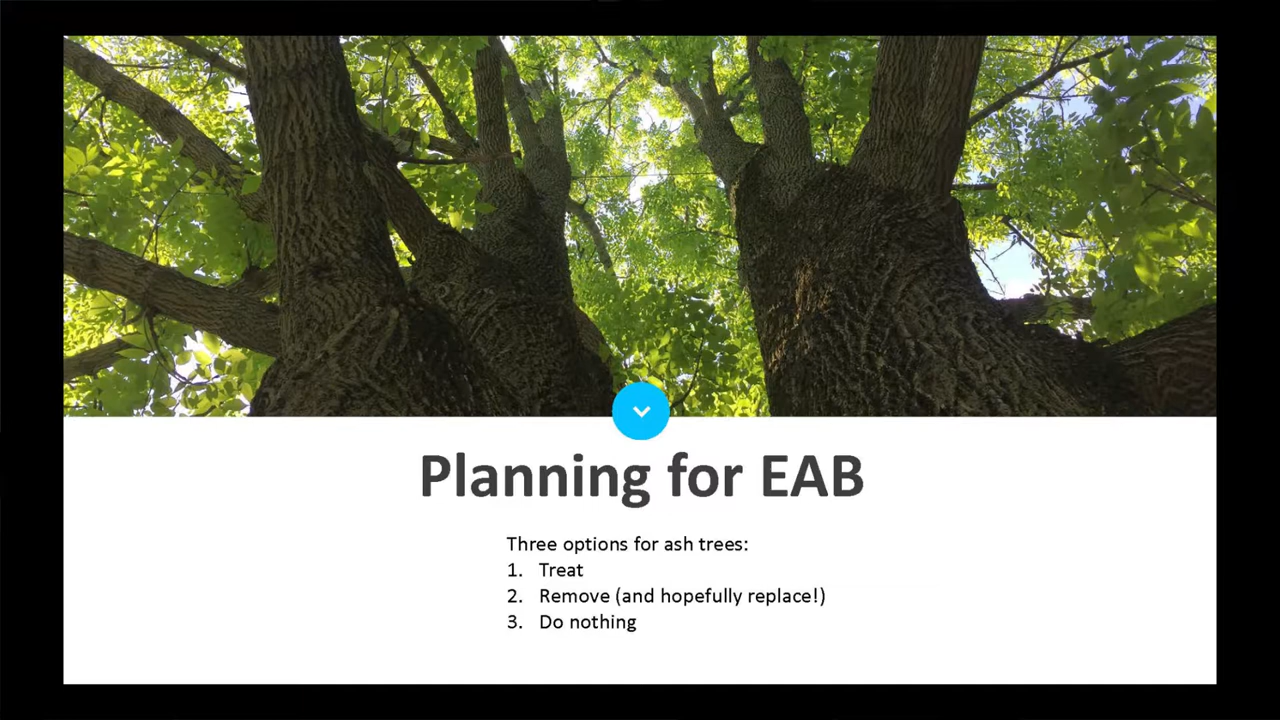 Planning for EAB
Three options for ash trees:
1. Treat
2. Remove (and hopefully replace!)
3. Do nothing